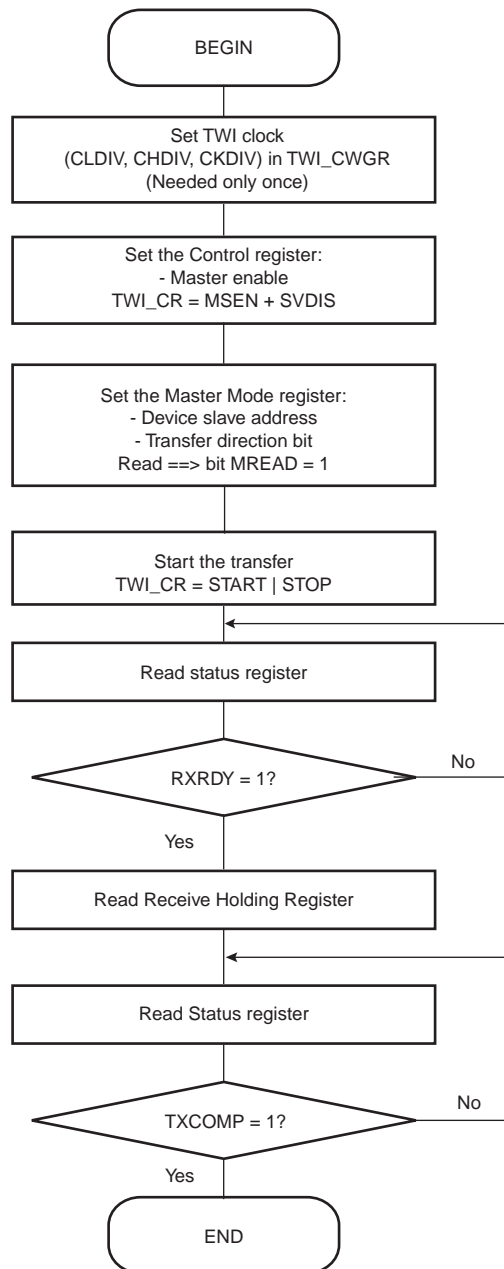 BEGIN
Set TWI clock
(CLDIV, CHDIV, CKDIV) in TWI_CWGR
(Needed only once)
Set the Control register:
- Master enable
TWI_CR = MSEN + SVDIS
Set the Master Mode register:
- Device slave address
- Transfer direction bit
Read ==> bit MREAD = 1
Start the transfer
TWI_CR = START | STOP
Read status register
RXRDY = 1?
No
Yes
Read Receive Holding Register
Read Status register
TXCOMP = 1?
No
Yes
END